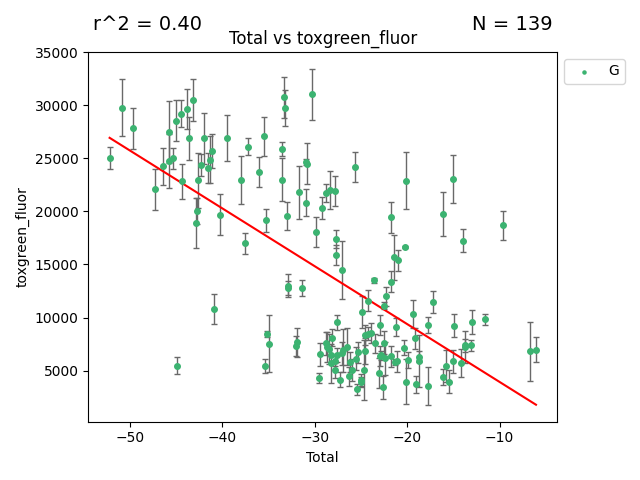 r^2 = 0.40 N = 139
Total vs toxgreen_fluor
G
35000
30000
25000
20000
15000
10000
5000
toxgreen_fluor
−50 −40 −30 −20 −10
Total